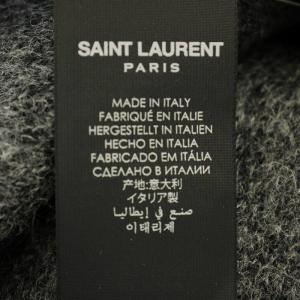 SAINT LAURENT
PARIS
MADE IN ITALY
FABRIQUÉ EN ITALIE
HERGESTELLT IN ITALIEN
HECHO EN ITALIA
FABRICADO EM ITÁLIA
СДЕЛАНО В ИТАЛИИ
产地:意大利
イタリア製
صنع في إيطاليا
이태리제